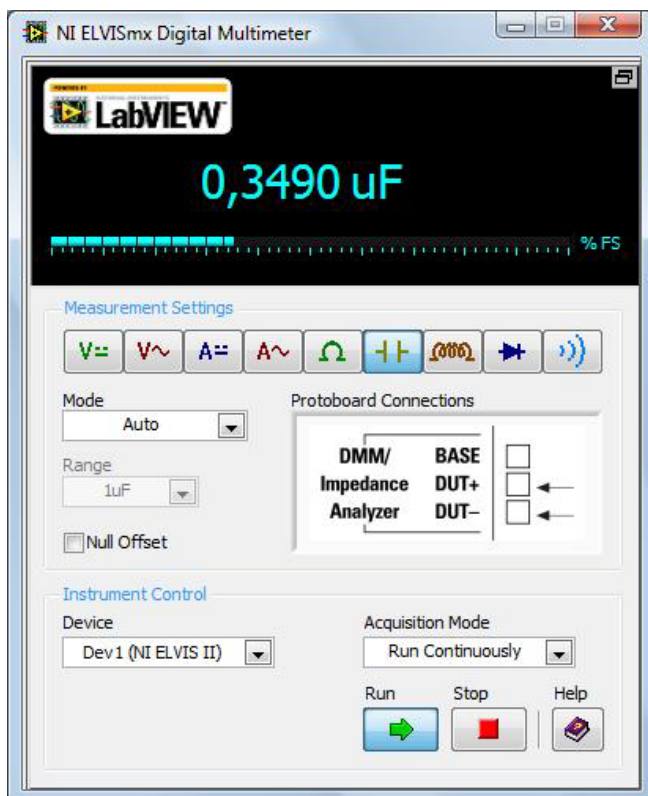 NI ELVISmx Digital Multimeter
LabVIEW
0,3490 uF
% FS
Measurement Settings
V V A A Ω
Mode
Auto
Protoboard Connections
DMM/ BASE
Impedance DUT+
Analyzer DUT–
Range
1uF
Null Offset
Instrument Control
Device
Dev1 (NI ELVIS II)
Acquisition Mode
Run Continuously
Run Stop Help